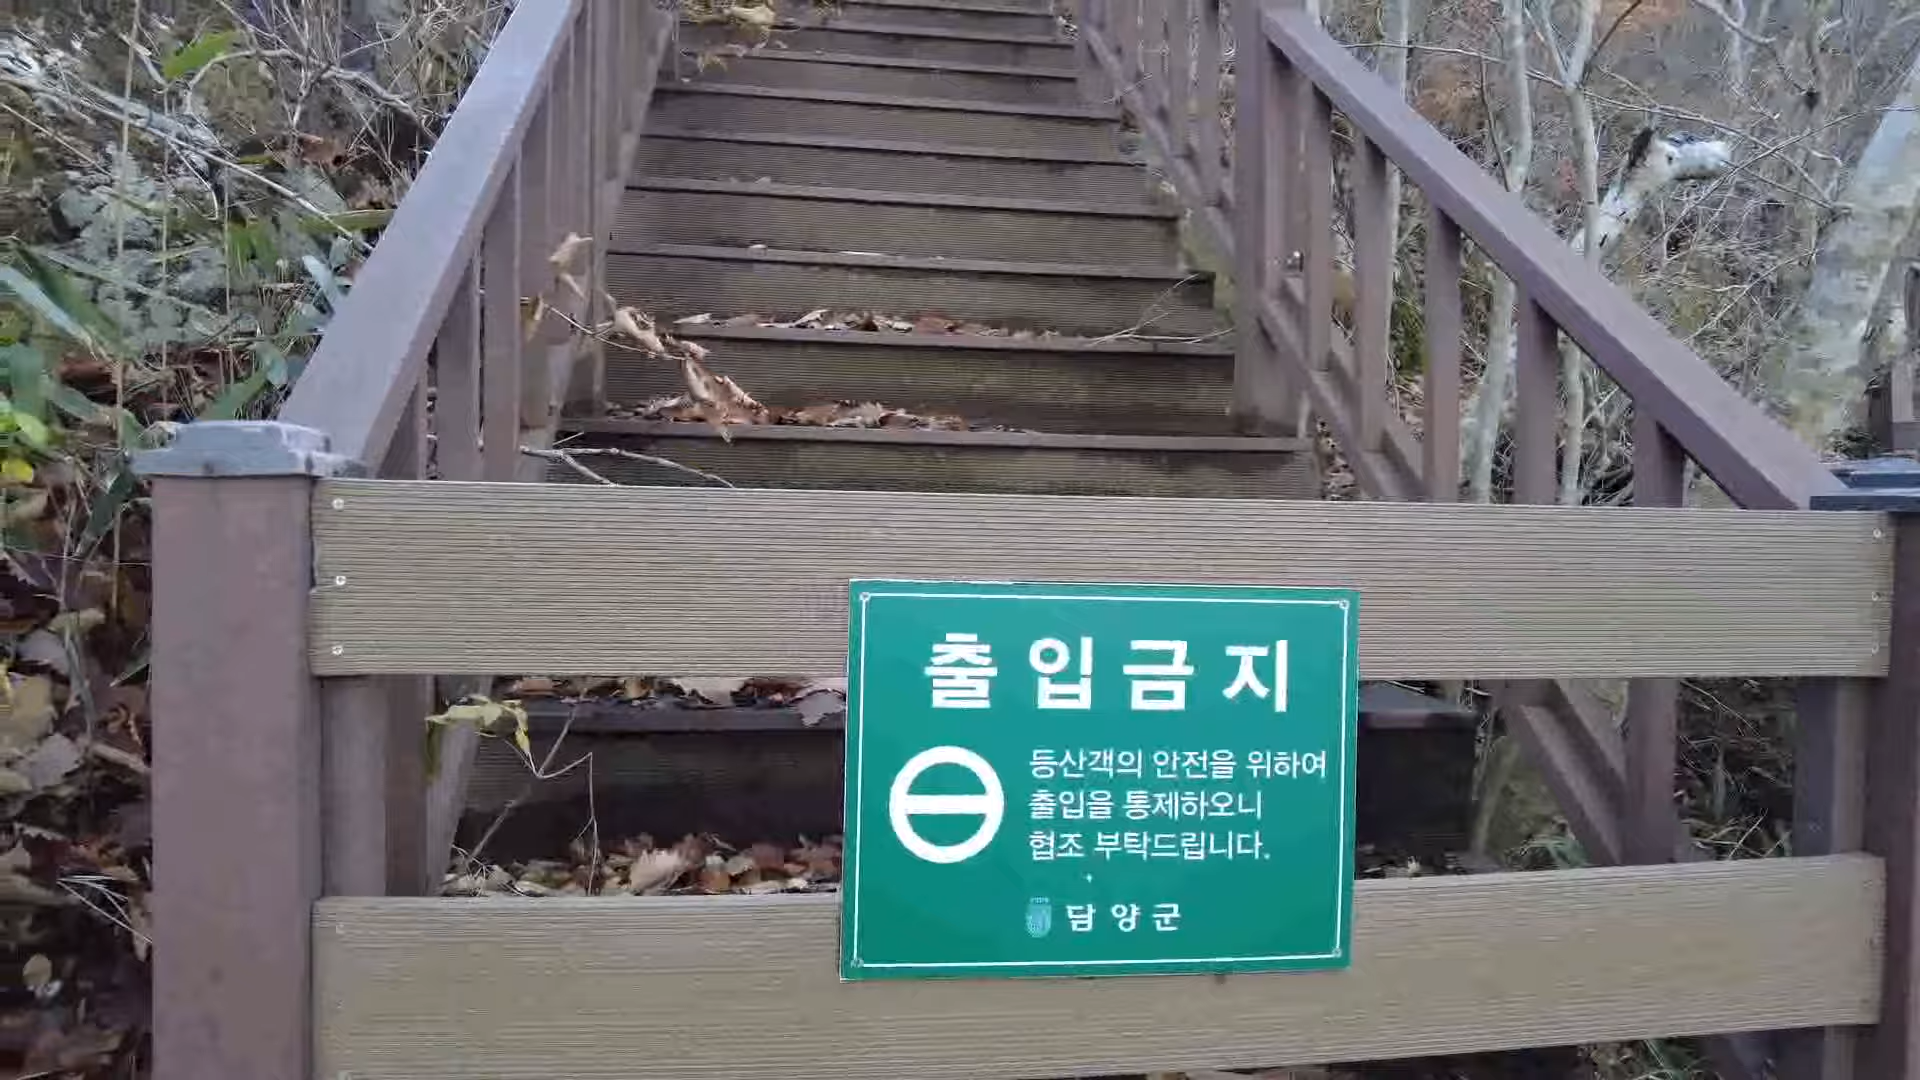 출입금지
등산객의 안전을 위하여
출입을 통제하오니
협조 부탁드립니다.
담양군